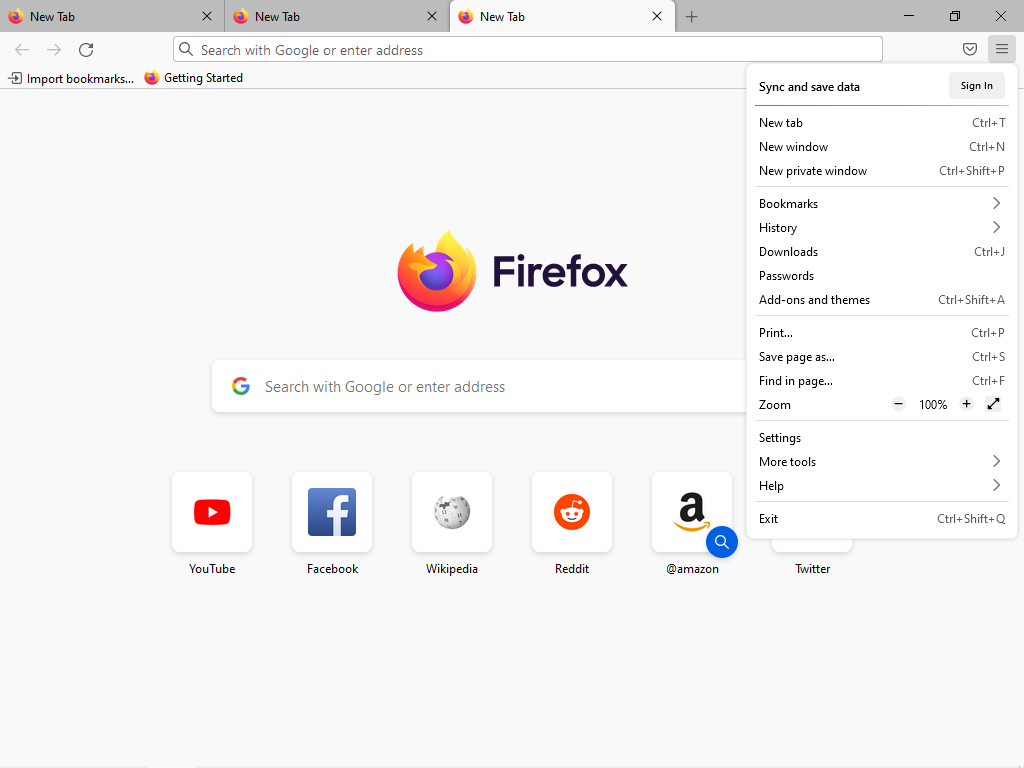 New Tab
New Tab
New Tab
Search with Google or enter address
Import bookmarks...
Getting Started
Sync and save data
Sign In
New tab Ctrl+T
New window Ctrl+N
New private window Ctrl+Shift+P
Bookmarks
History
Downloads Ctrl+J
Passwords
Add-ons and themes Ctrl+Shift+A
Print... Ctrl+P
Save page as... Ctrl+S
Find in page... Ctrl+F
Zoom 100%
Settings
More tools
Help
Exit Ctrl+Shift+Q
Firefox
Search with Google or enter address
YouTube
Facebook
Wikipedia
Reddit
@amazon
Twitter